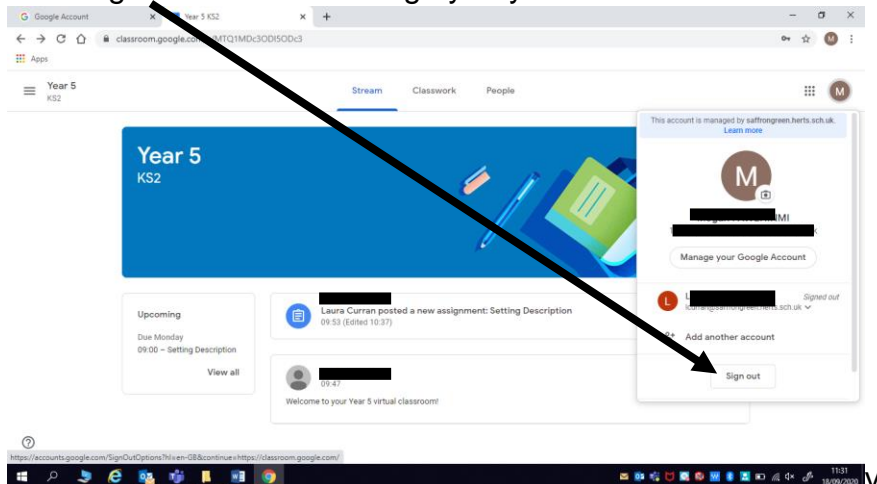 Google Account
Year 5 KS2
classroom.google.com
MTQ1MDc3ODI5ODc3
M
Apps
Year 5
KS2
Stream
Classwork
People
M
This account is managed by saffrongreen.herts.sch.uk.
Learn more
Year 5
KS2
M
Manage your Google Account
L
Signed out
Add another account
Sign out
Upcoming
Due Monday
09:00 – Setting Description
View all
Laura Curran posted a new assignment: Setting Description
09:53 (Edited 10:37)
09:47
Welcome to your Year 5 virtual classroom!
https://accounts.google.com/SignOutOptions?hl=en-GB&continue=https://classroom.google.com/
11:31
18/09/2020